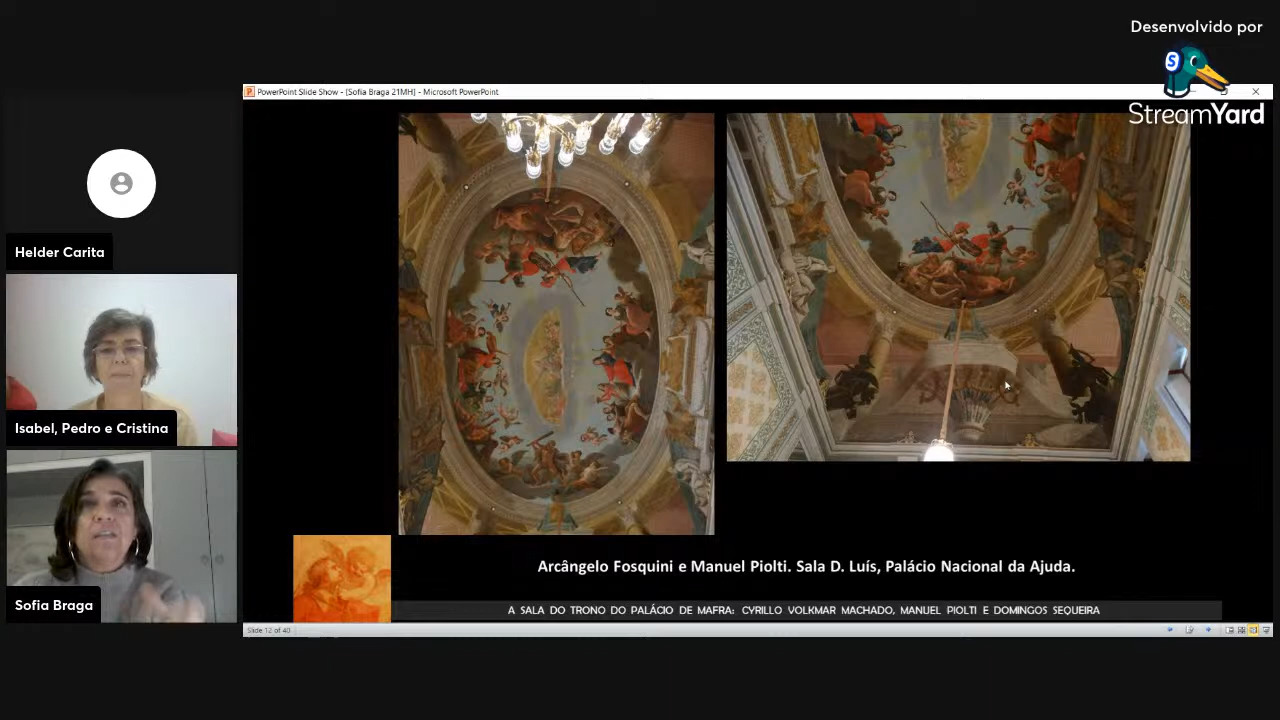 Desenvolvido por
StreamYard
PowerPoint Slide Show - [Sofia Braga 21MH] - Microsoft PowerPoint
Helder Carita
Isabel, Pedro e Cristina
Sofia Braga
Arcângelo Fosquini e Manuel Piolti. Sala D. Luís, Palácio Nacional da Ajuda.
A SALA DO TRONO DO PALÁCIO DE MAFRA: CYRILLO VOLKMAR MACHADO, MANUEL PIOLTI E DOMINGOS SEQUEIRA
Slide 12 of 40